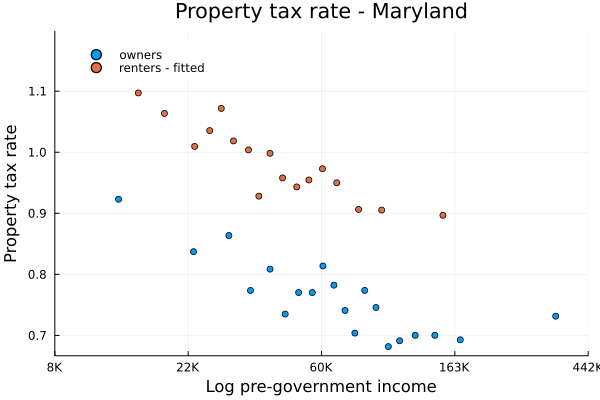 Property tax rate - Maryland
owners
renters - fitted
1.1
1.0
0.9
0.8
0.7
Property tax rate
8K 22K 60K 163K 442K
Log pre-government income